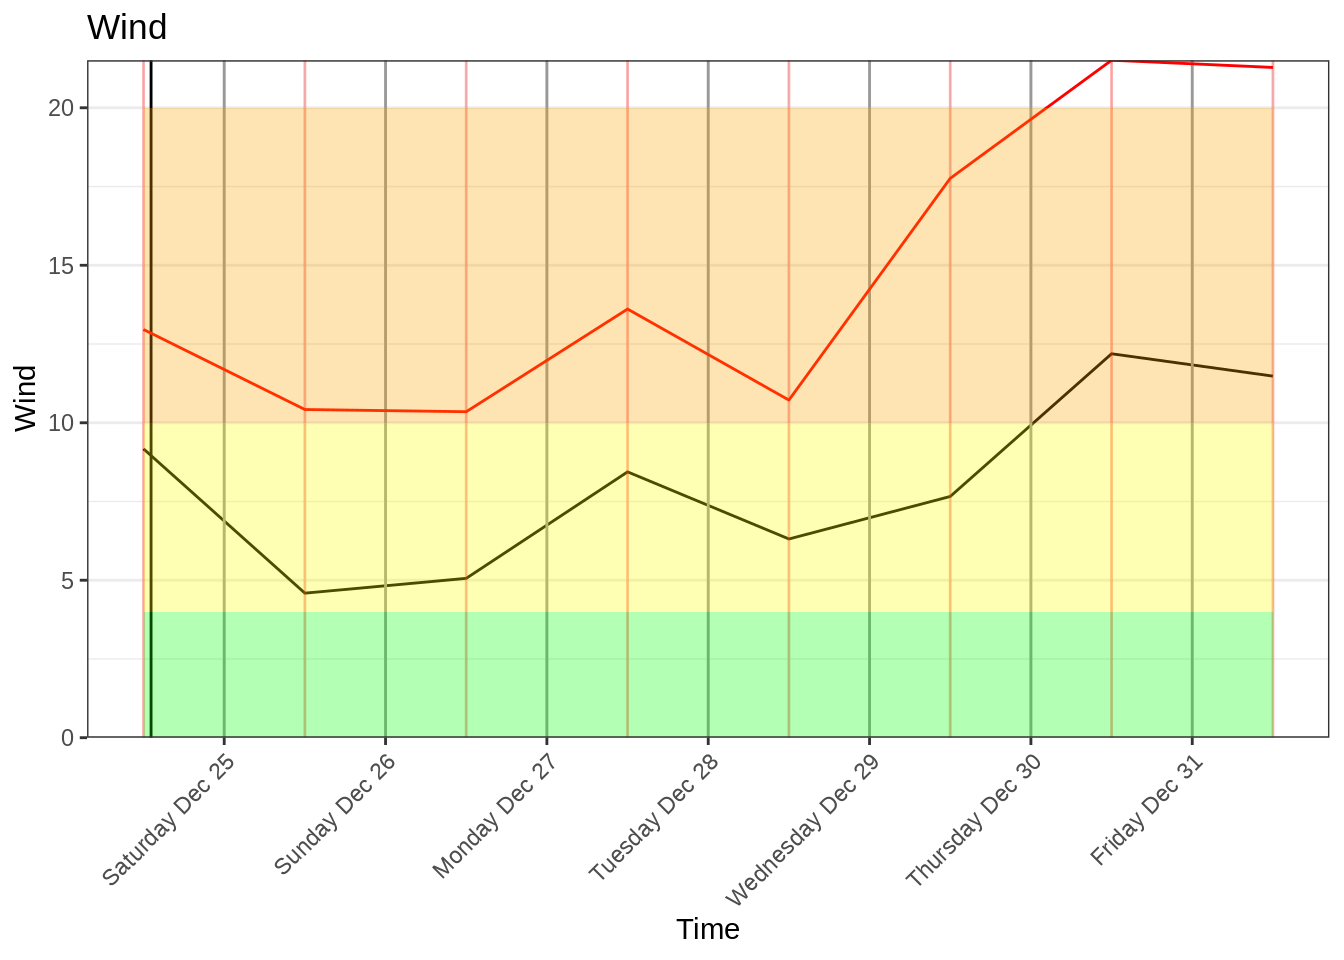 Wind
Wind
20
15
10
5
0
Saturday Dec 25
Sunday Dec 26
Monday Dec 27
Tuesday Dec 28
Wednesday Dec 29
Thursday Dec 30
Friday Dec 31
Time